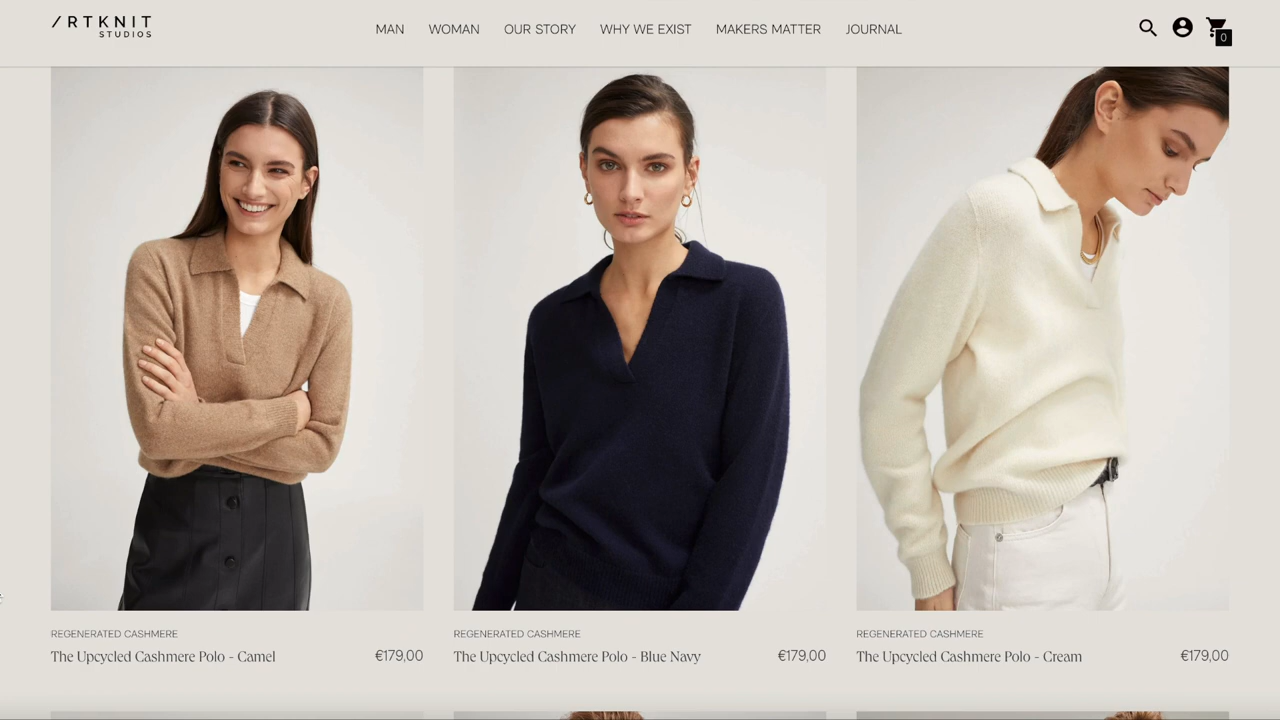 /RTKNIT
STUDIOS
MAN WOMAN OUR STORY WHY WE EXIST MAKERS MATTER JOURNAL
0
REGENERATED CASHMERE
The Upcycled Cashmere Polo - Camel €179,00
REGENERATED CASHMERE
The Upcycled Cashmere Polo - Blue Navy €179,00
REGENERATED CASHMERE
The Upcycled Cashmere Polo - Cream €179,00